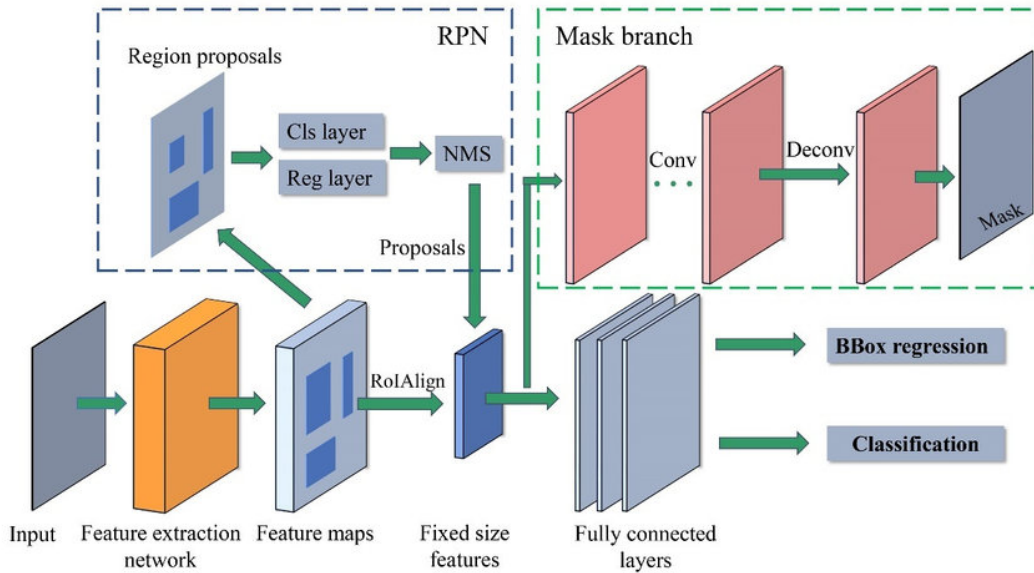 RPN
Region proposals
Cls layer
Reg layer
NMS
Proposals
Mask branch
Conv
Deconv
Mask
RoIAlign
BBox regression
Classification
Input
Feature extraction
network
Feature maps
Fixed size
features
Fully connected
layers